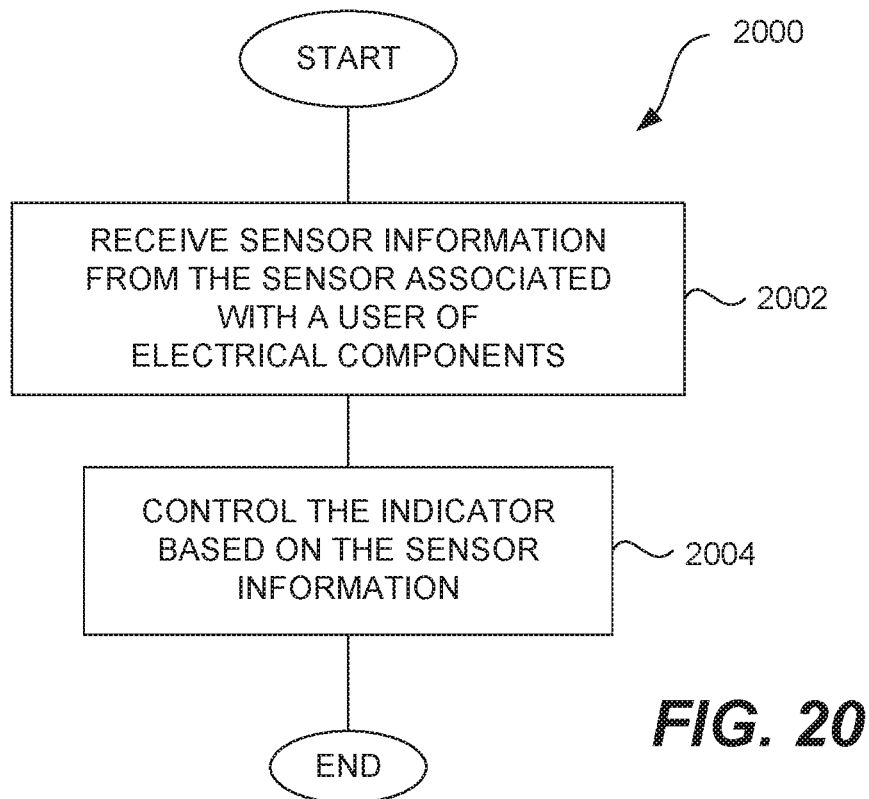 START
2000
RECEIVE SENSOR INFORMATION
FROM THE SENSOR ASSOCIATED
WITH A USER OF
ELECTRICAL COMPONENTS
2002
CONTROL THE INDICATOR
BASED ON THE SENSOR
INFORMATION
2004
FIG. 20
END